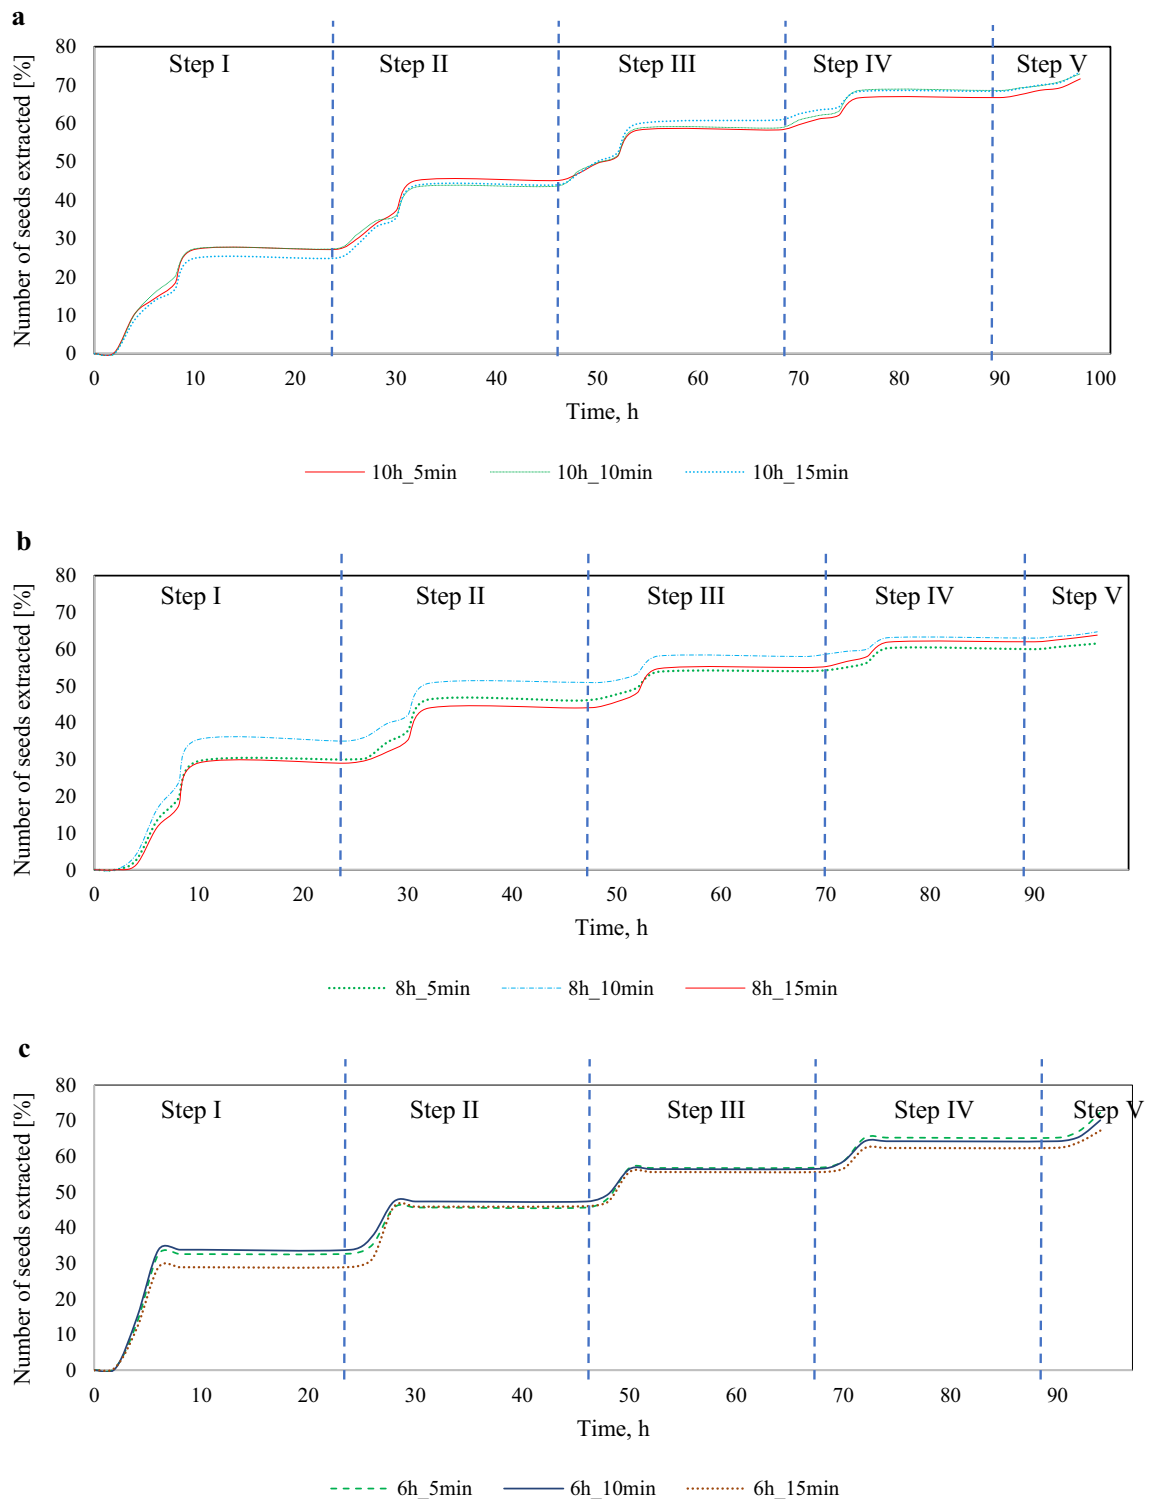 a
Number of seeds extracted [%]
80
70
60
50
40
30
20
10
0
Step I Step II Step III Step IV Step V
0 10 20 30 40 50 60 70 80 90 100
Time, h
10h_5min 10h_10min 10h_15min
b
Number of seeds extracted [%]
80
70
60
50
40
30
20
10
0
Step I Step II Step III Step IV Step V
0 10 20 30 40 50 60 70 80 90
Time, h
8h_5min 8h_10min 8h_15min
c
Number of seeds extracted [%]
80
70
60
50
40
30
20
10
0
Step I Step II Step III Step IV Step V
0 10 20 30 40 50 60 70 80 90
Time, h
6h_5min 6h_10min 6h_15min